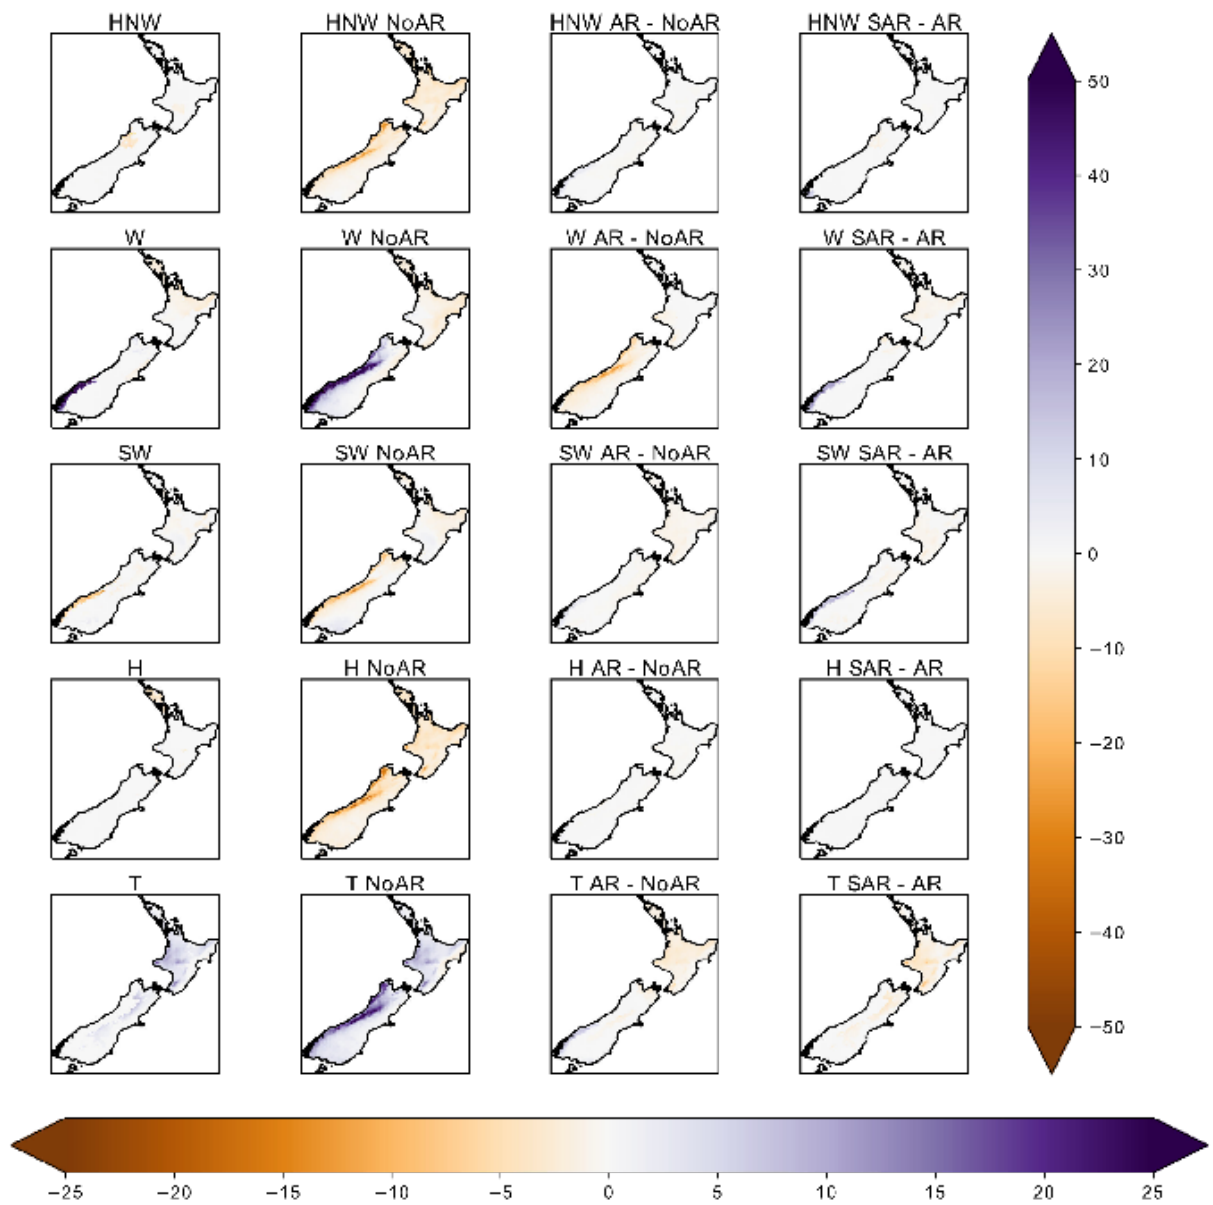 HNW HNW NoAR HNW AR - NoAR HNW SAR - AR
W W NoAR W AR - NoAR W SAR - AR
SW SW NoAR SW AR - NoAR SW SAR - AR
H H NoAR H AR - NoAR H SAR - AR
T T NoAR T AR - NoAR T SAR - AR
50
40
30
20
10
0
−10
−20
−30
−40
−50
−25 −20 −15 −10 −5 0 5 10 15 20 25